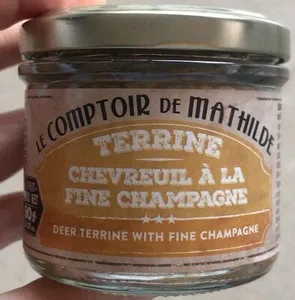 LE COMPTOIR DE MATHILDE
TERRINE
CHEVREUIL À LA
FINE CHAMPAGNE
DEER TERRINE WITH FINE CHAMPAGNE